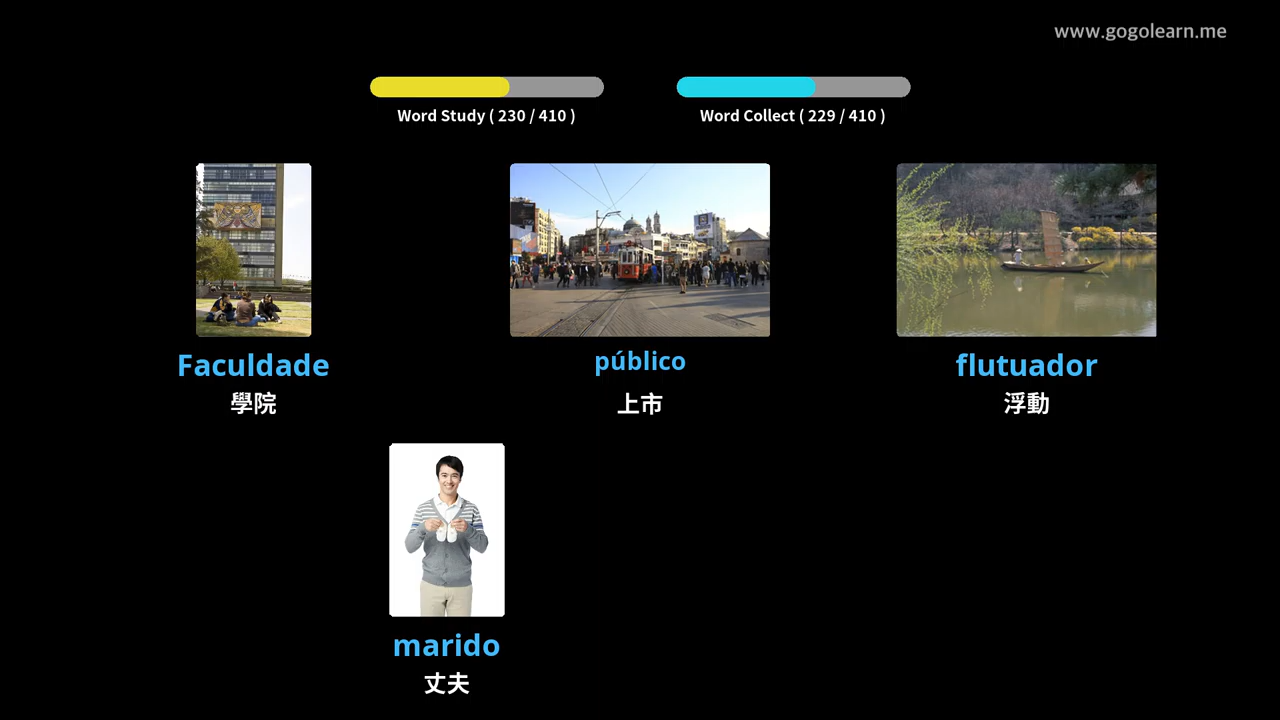 www.gogolearn.me
Word Study ( 230 / 410 )
Word Collect ( 229 / 410 )
Faculdade
學院
público
上市
flutuador
浮動
marido
丈夫